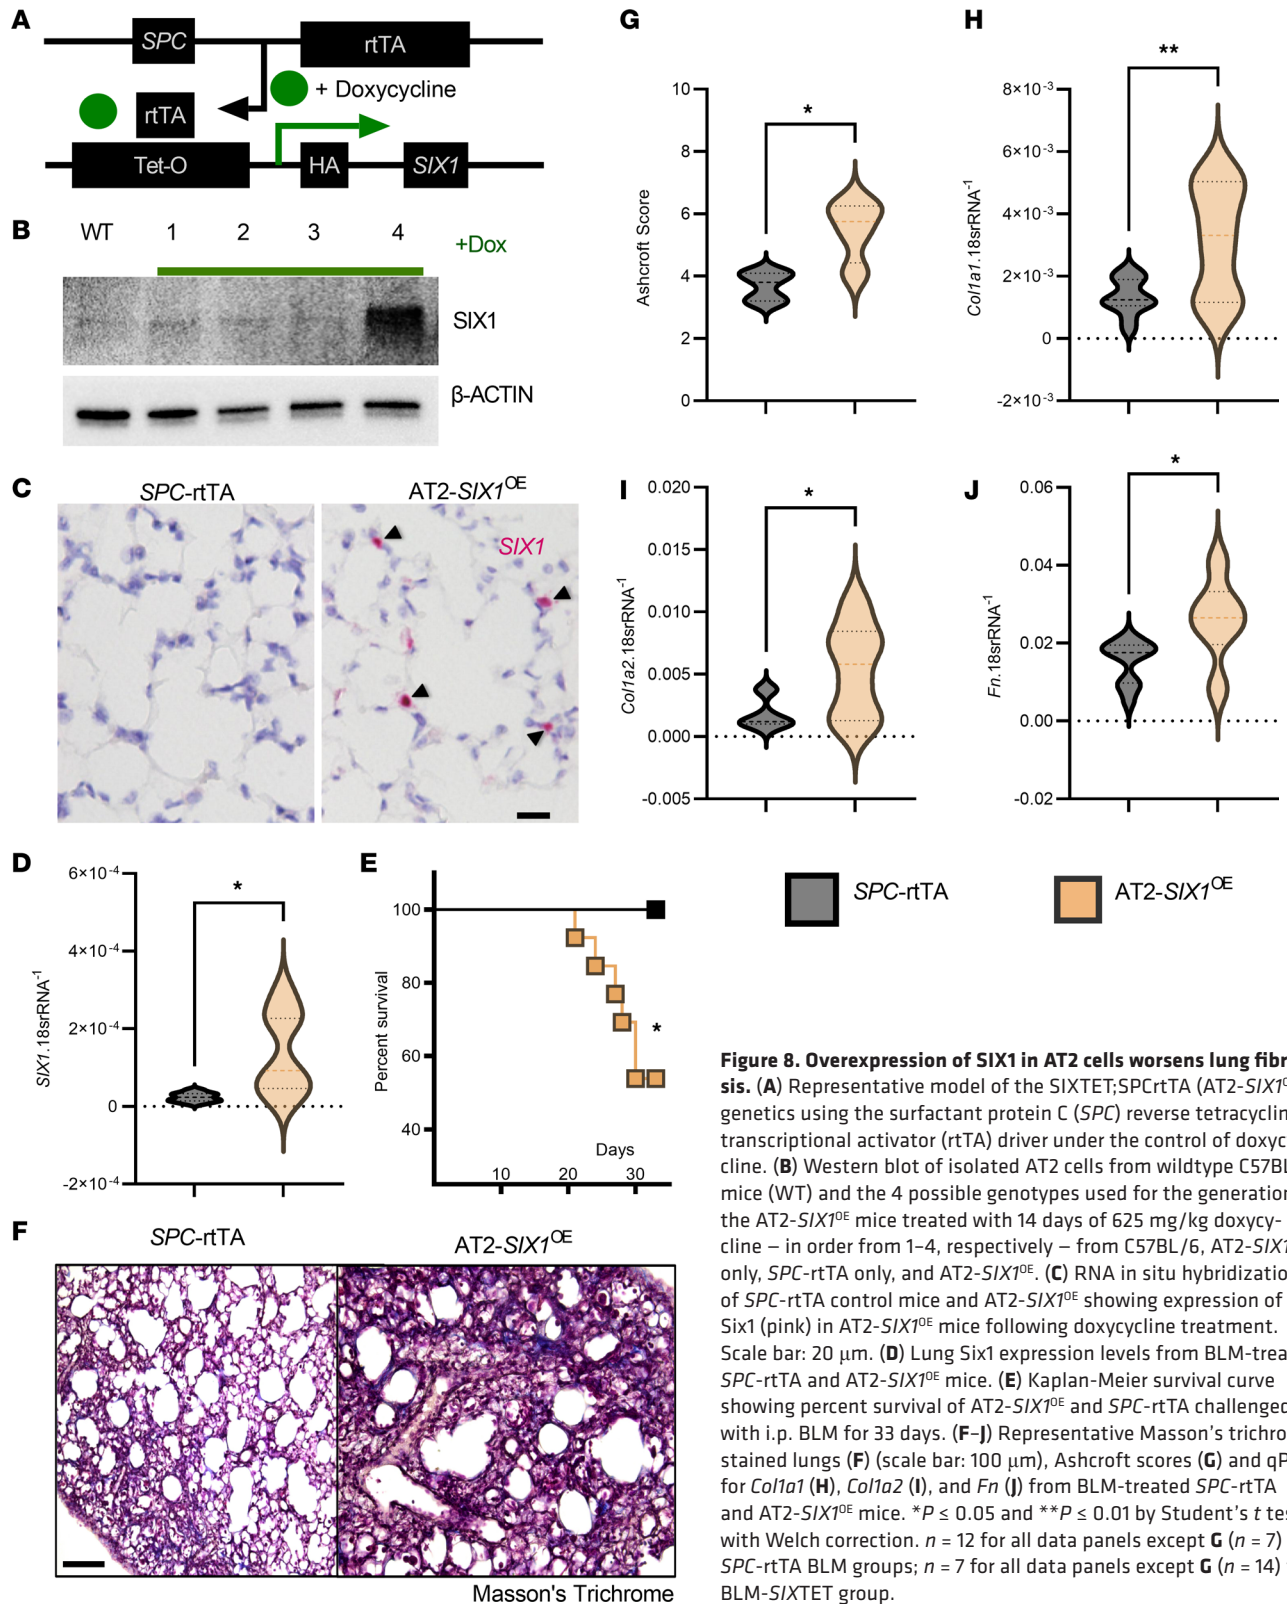 A
SPC
rtTA
+ Doxycycline
rtTA
Tet-O
HA
SIX1
B
WT
1
2
3
4
+Dox
SIX1
β-ACTIN
C
SPC-rtTA
AT2-SIX1OE
SIX1
D
6×10-4
4×10-4
2×10-4
0
-2×10-4
SIX1.18srRNA-1
*
E
100
80
60
40
Percent survival
Days
10
20
30
*
F
SPC-rtTA
AT2-SIX1OE
Masson's Trichrome
G
10
8
6
4
2
0
Ashcroft Score
*
H
8×10-3
6×10-3
4×10-3
2×10-3
0
-2×10-3
Col1a1.18srRNA-1
**
I
0.020
0.015
0.010
0.005
0.000
-0.005
Col1a2.18srRNA-1
*
J
0.06
0.04
0.02
0.00
-0.02
Fn.18srRNA-1
*
SPC-rtTA
AT2-SIX1OE
Figure 8. Overexpression of SIX1 in AT2 cells worsens lung fibr
sis. (A) Representative model of the SIXTET;SPCrtTA (AT2-SIX1O
genetics using the surfactant protein C (SPC) reverse tetracyclin
transcriptional activator (rtTA) driver under the control of doxyc
cline. (B) Western blot of isolated AT2 cells from wildtype C57BL
mice (WT) and the 4 possible genotypes used for the generation
the AT2-SIX1OE mice treated with 14 days of 625 mg/kg doxycy-
cline – in order from 1–4, respectively – from C57BL/6, AT2-SIX1
only, SPC-rtTA only, and AT2-SIX1OE. (C) RNA in situ hybridizatio
of SPC-rtTA control mice and AT2-SIX1OE showing expression of
Six1 (pink) in AT2-SIX1OE mice following doxycycline treatment.
Scale bar: 20 μm. (D) Lung Six1 expression levels from BLM-trea
SPC-rtTA and AT2-SIX1OE mice. (E) Kaplan-Meier survival curve
showing percent survival of AT2-SIX1OE and SPC-rtTA challenged
with i.p. BLM for 33 days. (F–J) Representative Masson's trichro
stained lungs (F) (scale bar: 100 μm), Ashcroft scores (G) and qP
for Col1a1 (H), Col1a2 (I), and Fn (J) from BLM-treated SPC-rtTA
and AT2-SIX1OE mice. *P ≤ 0.05 and **P ≤ 0.01 by Student's t tes
with Welch correction. n = 12 for all data panels except G (n = 7)
SPC-rtTA BLM groups; n = 7 for all data panels except G (n = 14)
BLM-SIXTET group.